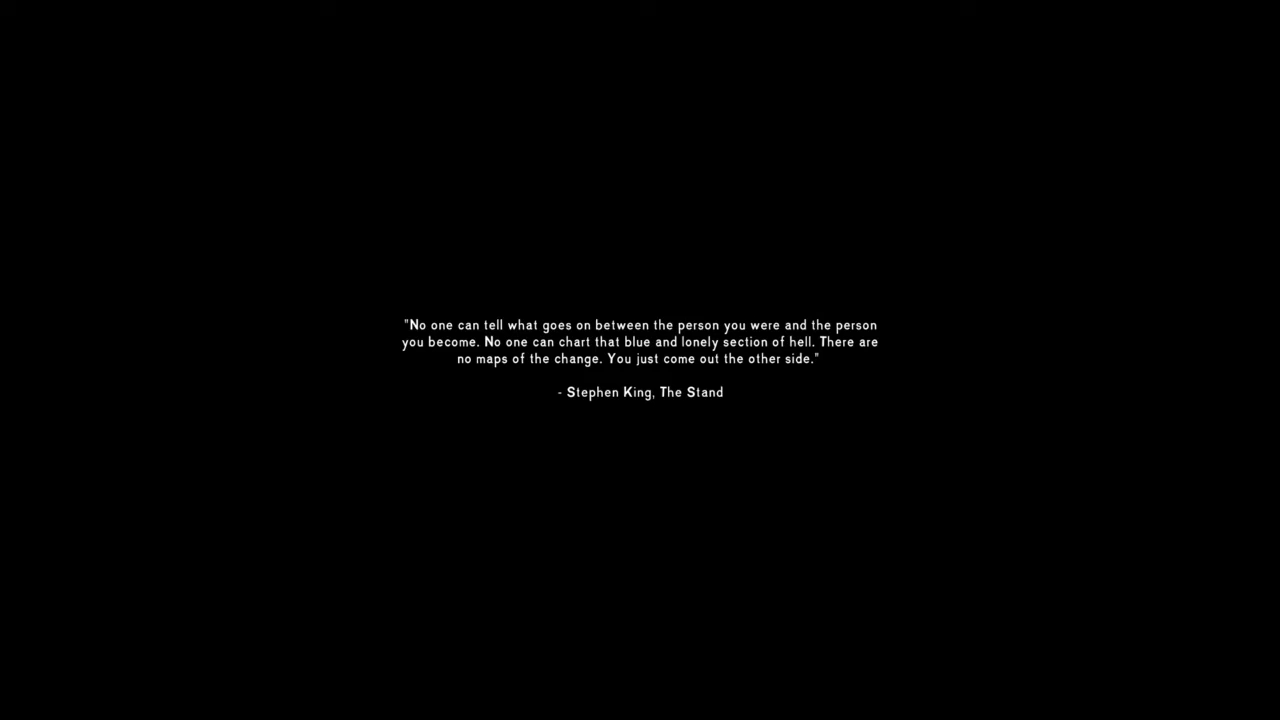 "No one can tell what goes on between the person you were and the person
you become. No one can chart that blue and lonely section of hell. There are
no maps of the change. You just come out the other side."
- Stephen King, The Stand